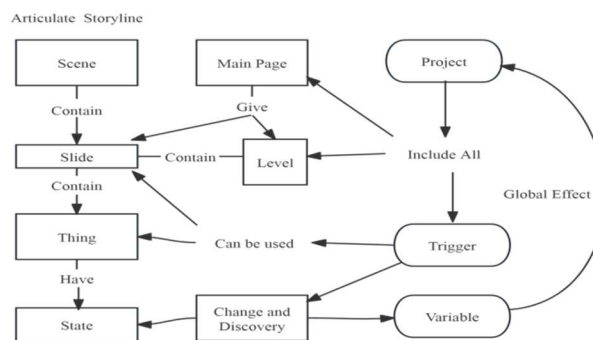 Articulate Storyline
Scene
Main Page
Project
Contain
Give
Slide
Contain
Level
Include All
Contain
Global Effect
Thing
Can be used
Trigger
Have
State
Change and
Discovery
Variable